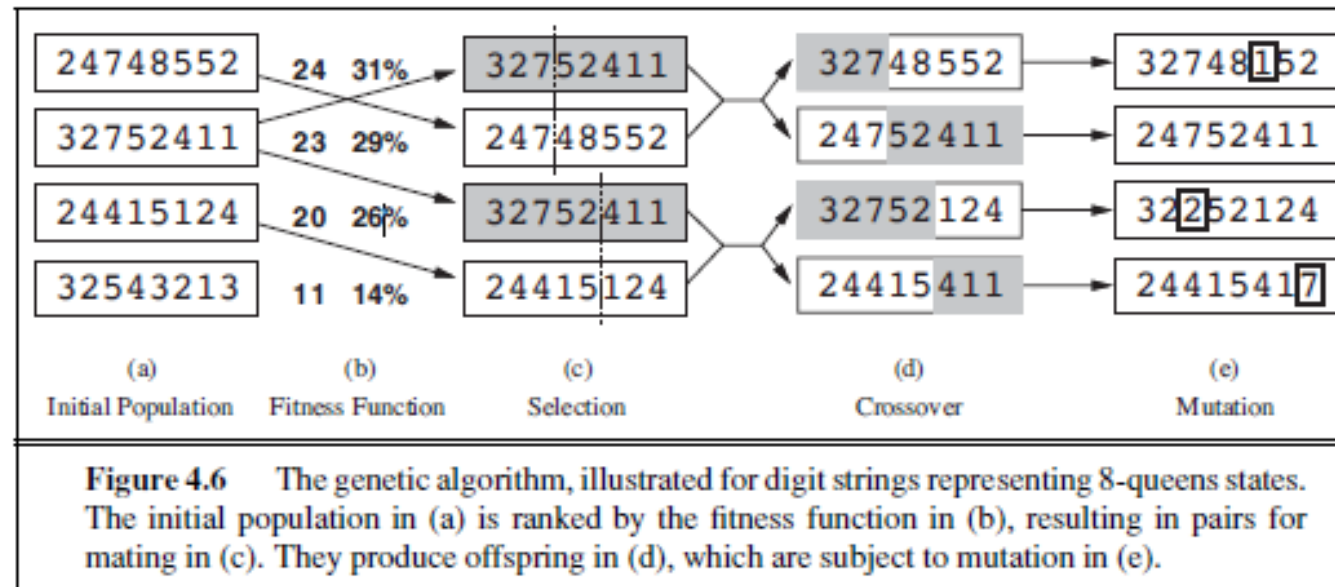 24748552 24 31% 32752411 32748552 32748152
32752411 23 29% 24748552 24752411 24752411
24415124 20 26% 32752411 32752124 32252124
32543213 11 14% 24415124 24415411 24415417
(a) (b) (c) (d) (e)
Initial Population Fitness Function Selection Crossover Mutation
Figure 4.6 The genetic algorithm, illustrated for digit strings representing 8-queens states.
The initial population in (a) is ranked by the fitness function in (b), resulting in pairs for
mating in (c). They produce offspring in (d), which are subject to mutation in (e).